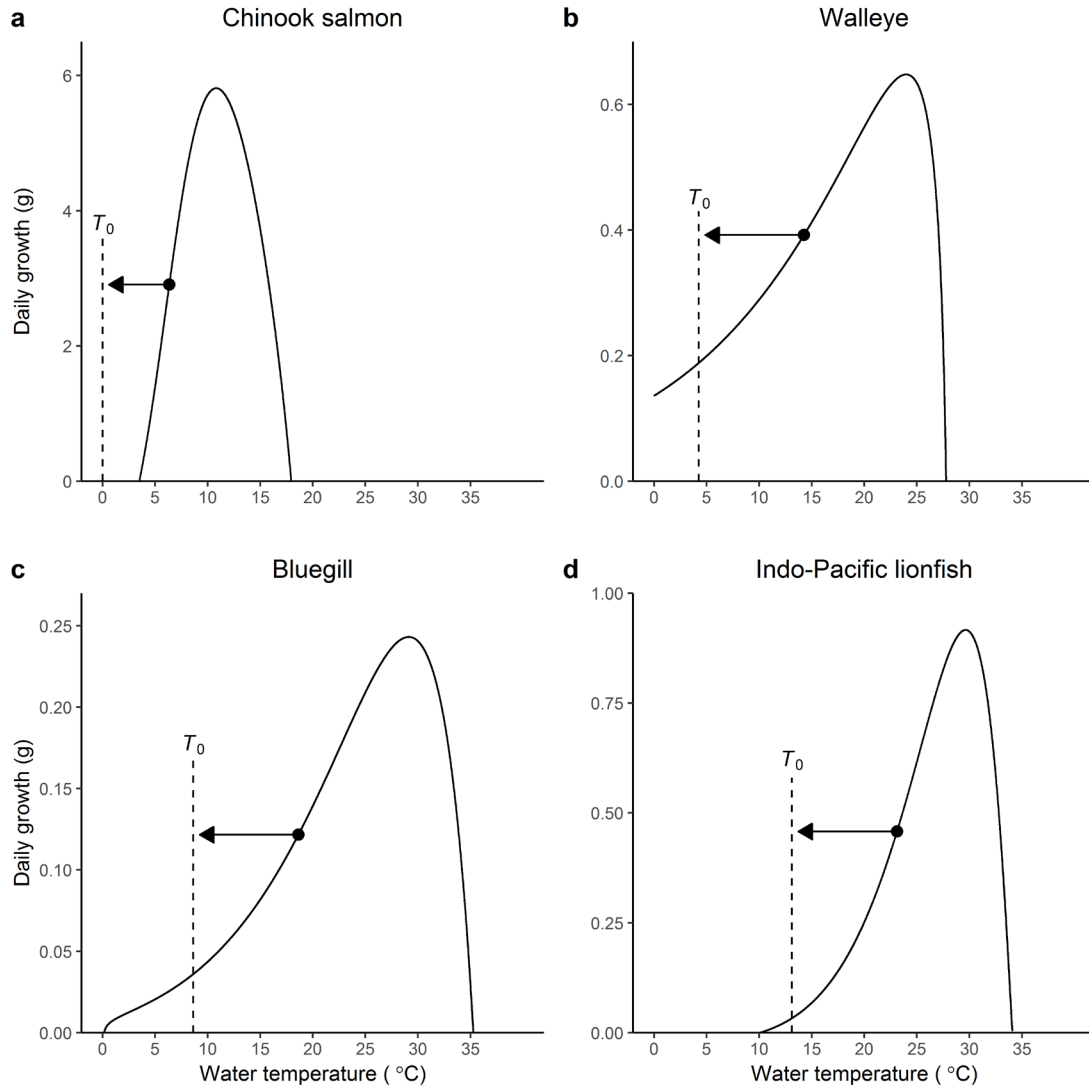 a
Chinook salmon
Daily growth (g)
6
4
2
0
T0
0 5 10 15 20 25 30 35
b
Walleye
0.6
0.4
0.2
0.0
T0
0 5 10 15 20 25 30 35
c
Bluegill
Daily growth (g)
0.25
0.20
0.15
0.10
0.05
0.00
T0
0 5 10 15 20 25 30 35
Water temperature ( °C)
d
Indo-Pacific lionfish
1.00
0.75
0.50
0.25
0.00
T0
0 5 10 15 20 25 30 35
Water temperature ( °C)